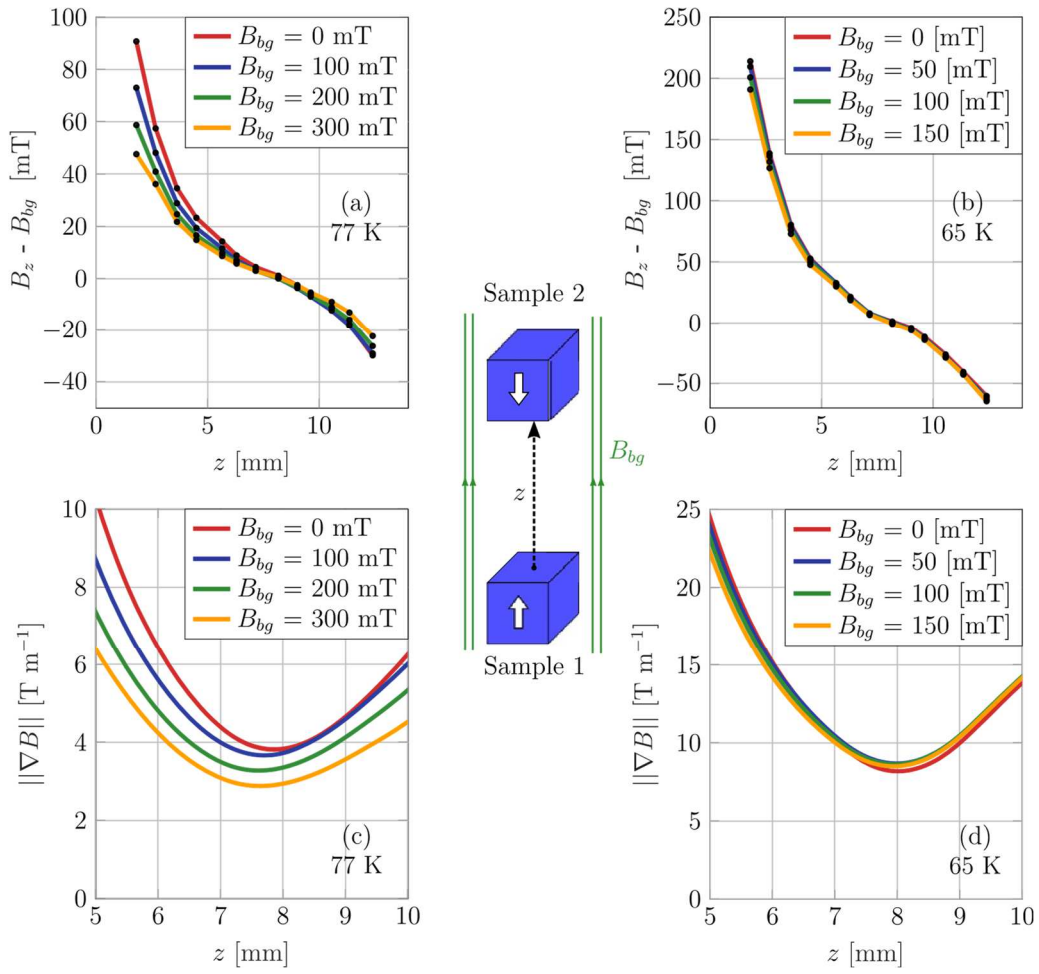 100
80
60
40
20
0
−20
−40
0
5
10
B_z - B_bg [mT]
z [mm]
B_bg = 0 mT
B_bg = 100 mT
B_bg = 200 mT
B_bg = 300 mT
(a)
77 K
250
200
150
100
50
0
−50
0
5
10
B_z - B_bg [mT]
z [mm]
B_bg = 0 [mT]
B_bg = 50 [mT]
B_bg = 100 [mT]
B_bg = 150 [mT]
(b)
65 K
Sample 2
B_bg
z
Sample 1
10
8
6
4
2
0
5
6
7
8
9
10
||∇B|| [T m⁻¹]
z [mm]
B_bg = 0 mT
B_bg = 100 mT
B_bg = 200 mT
B_bg = 300 mT
(c)
77 K
25
20
15
10
5
0
5
6
7
8
9
10
||∇B|| [T m⁻¹]
z [mm]
B_bg = 0 [mT]
B_bg = 50 [mT]
B_bg = 100 [mT]
B_bg = 150 [mT]
(d)
65 K